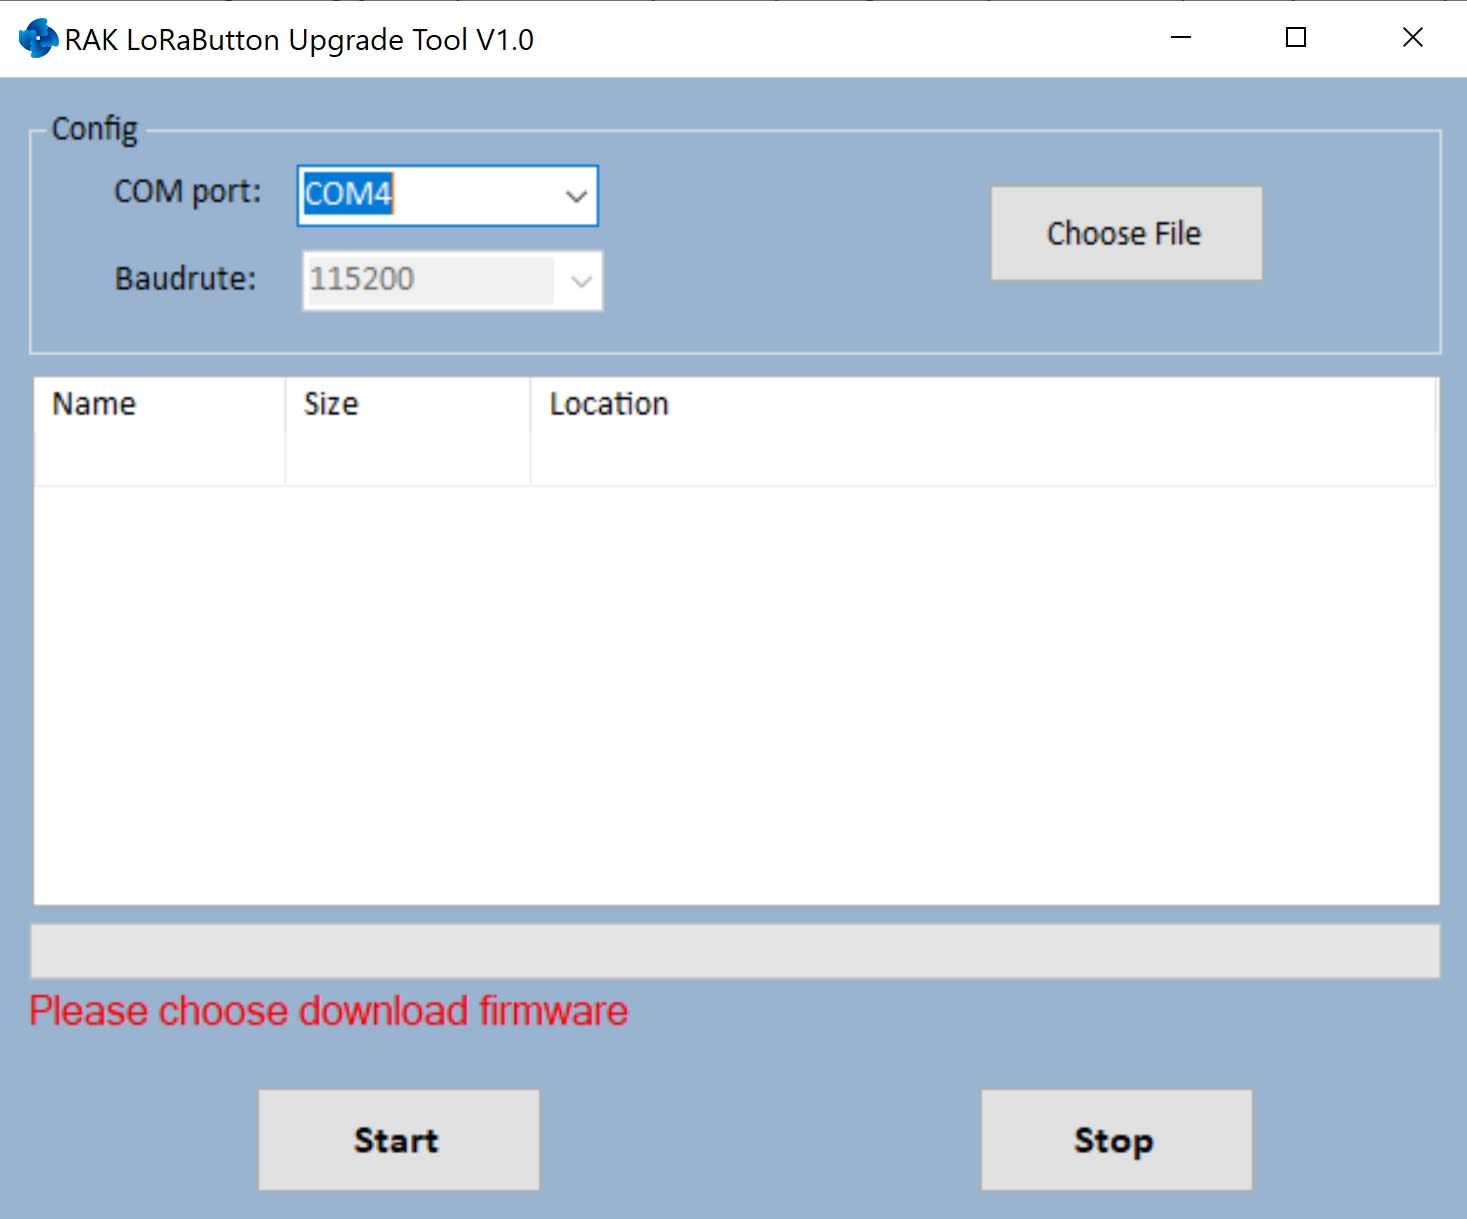 RAK LoRaButton Upgrade Tool V1.0
Config
COM port: COM4
Choose File
Baudrute: 115200
Name Size Location
Please choose download firmware
Start Stop